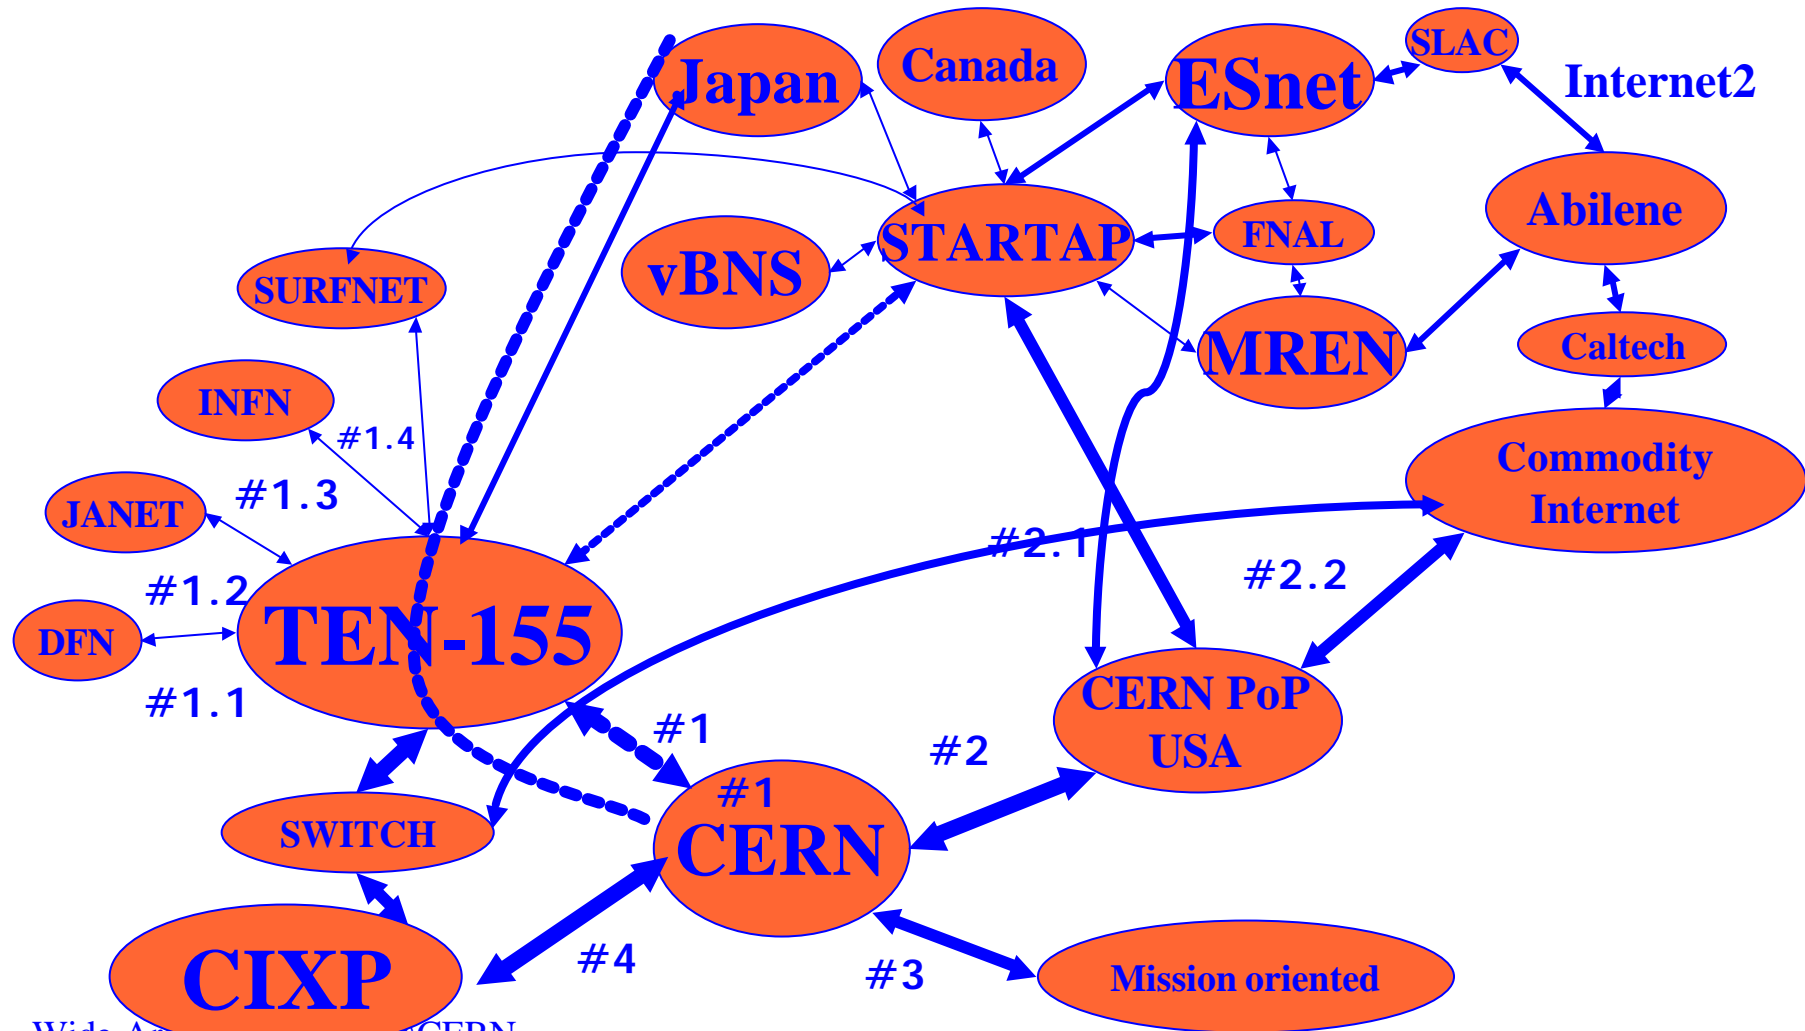 Japan
Canada
ESnet
SLAC
Internet2
STARTAP
FNAL
Abilene
vBNS
SURFNET
MREN
Caltech
INFN
#1.4
Commodity
Internet
JANET
#1.3
#2.1
#2.2
#1.2
TEN-155
DFN
#1.1
#1
CERN PoP
USA
#2
#1
SWITCH
CERN
CIXP
#4
#3
Mission oriented
CERN